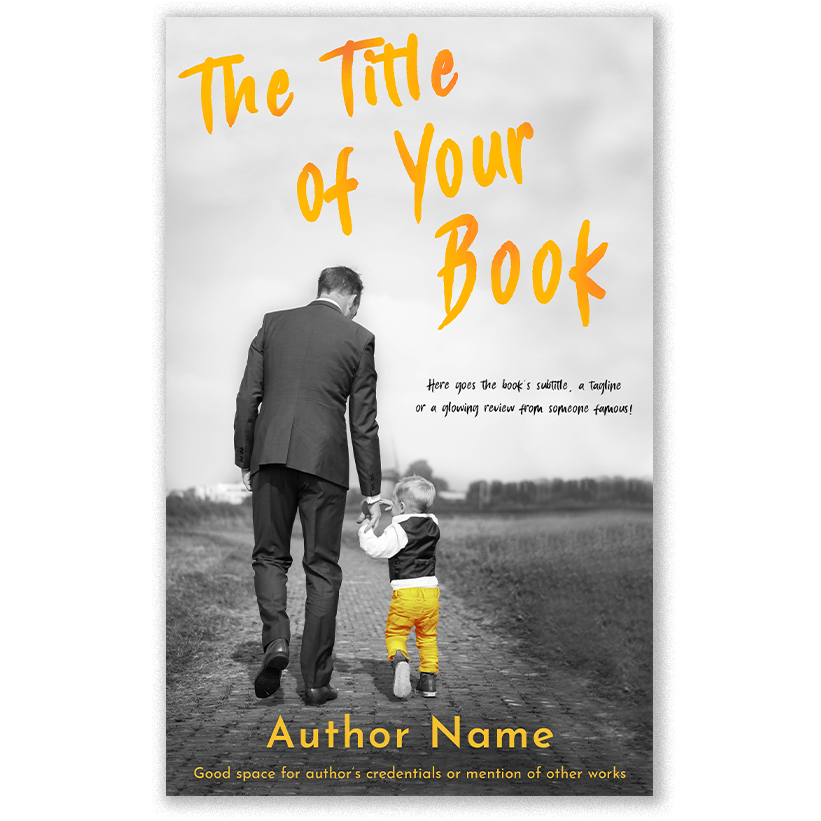 The Title
of Your
Book
Here goes the book's subtitle, a tagline
or a glowing review from someone famous!
Author Name
Good space for author's credentials or mention of other works